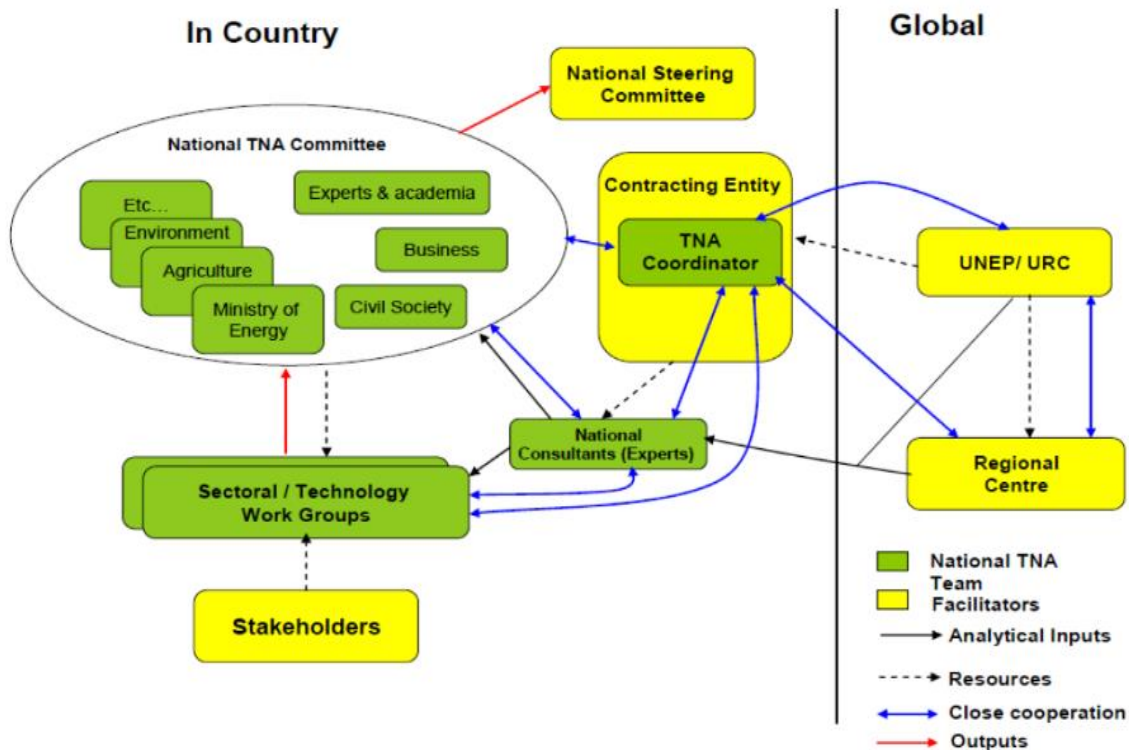 In Country
Global
National Steering
Committee
National TNA Committee
Contracting Entity
Experts & academia
Etc...
Environment
Business
TNA
Coordinator
UNEP/ URC
Agriculture
Ministry of
Energy
Civil Society
National
Consultants (Experts)
Sectoral / Technology
Work Groups
Regional
Centre
Stakeholders
National TNA
Team
Facilitators
Analytical Inputs
Resources
Close cooperation
Outputs